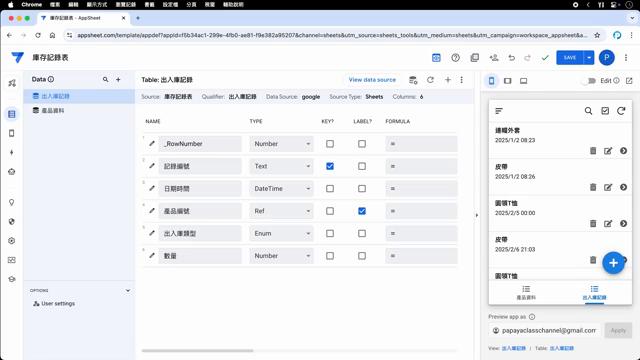 Chrome 檔案 編輯 顯示方式 瀏覽記錄 書籤 設定檔 分頁 視窗 輔助說明
庫存記錄表 - AppSheet
appsheet.com/template/appdef?appId=f5b34ac1-299e-4fb0-ae81-f9e382a95207&channel=sheets&utm_source=sheets_tools&utm_medium=sheets&utm_campaign=workspace_appsheet&a...
庫存記錄表
SAVE
P
Data
出入庫記錄
產品資料
OPTIONS
User settings
Table: 出入庫記錄
View data source
Source: 庫存記錄表 Qualifier: 出入庫記錄 Data Source: google Source Type: Sheets Columns: 6
NAME TYPE KEY? LABEL? FORMULA
1 _RowNumber Number =
2 記錄編號 Text =
3 日期時間 DateTime =
4 產品編號 Ref =
5 出入庫類型 Enum =
6 數量 Number =
Edit
連帽外套
2025/1/2 08:23
皮帶
2025/1/2 08:26
圓領T恤
2025/2/5 00:00
皮帶
2025/2/6 21:03
圓領T恤
產品資料 出入庫記錄
Preview app as
papayaclasschannel@gmail.com
Apply
View: 出入庫記錄 | Table: 出入庫記錄